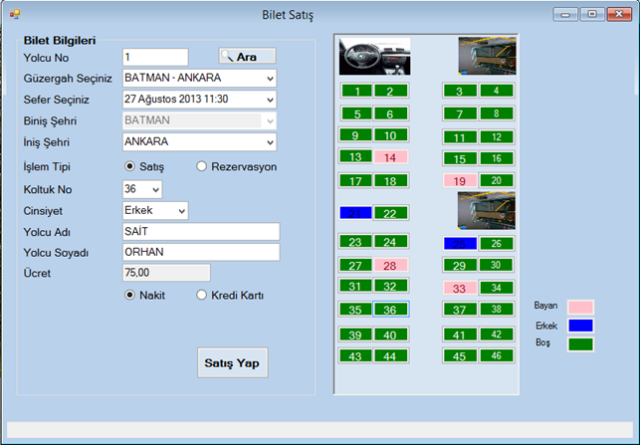 Bilet Satış
Bilet Bilgileri
Yolcu No 1 Ara
Güzergah Seçiniz BATMAN - ANKARA
Sefer Seçiniz 27 Ağustos 2013 11:30
Biniş Şehri BATMAN
İniş Şehri ANKARA
İşlem Tipi Satış Rezervasyon
Koltuk No 36
Cinsiyet Erkek
Yolcu Adı SAİT
Yolcu Soyadı ORHAN
Ücret 75,00
Nakit Kredi Kartı
Satış Yap
1 2 3 4
5 6 7 8
9 10 11 12
13 14 15 16
17 18 19 20
21 22
23 24 25 26
27 28 29 30
31 32 33 34
35 36 37 38
39 40 41 42
43 44 45 46
Bayan
Erkek
Boş